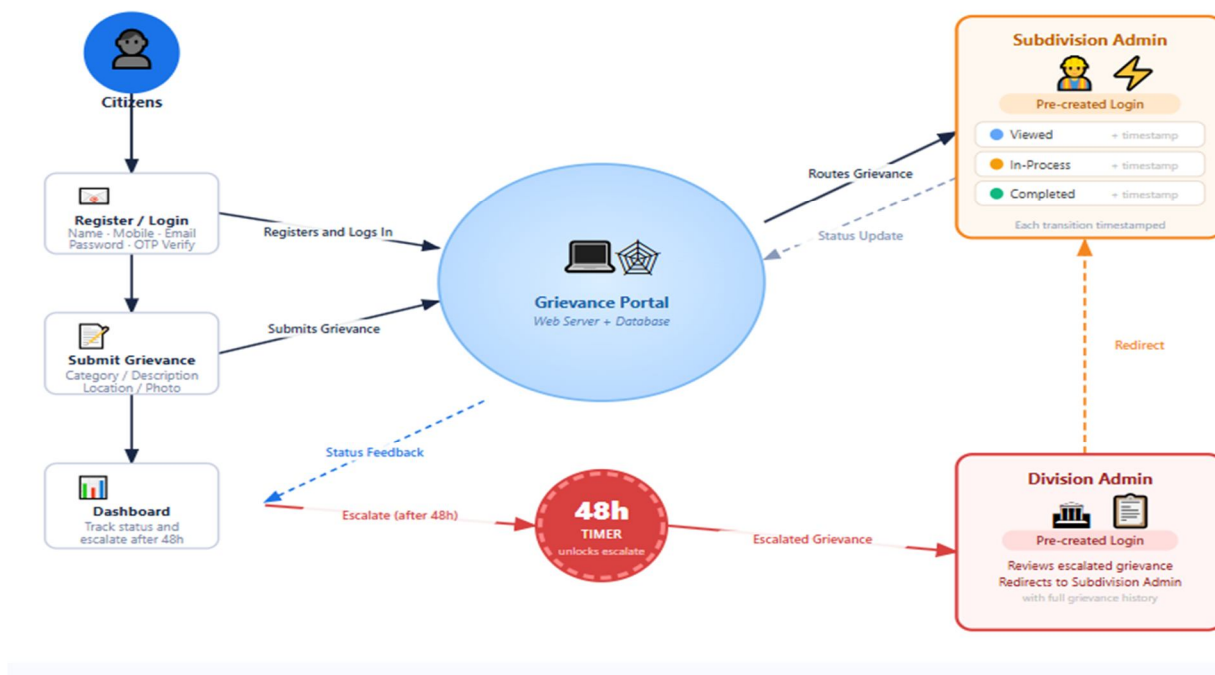 Citizens
Register / Login
Name · Mobile · Email
Password · OTP Verify
Submit Grievance
Category / Description
Location / Photo
Dashboard
Track status and
escalate after 48h
Registers and Logs In
Submits Grievance
Grievance Portal
Web Server + Database
Status Feedback
Escalate (after 48h)
48h
TIMER
unlocks escalate
Escalated Grievance
Routes Grievance
Status Update
Subdivision Admin
Pre-created Login
Viewed + timestamp
In-Process + timestamp
Completed + timestamp
Each transition timestamped
Redirect
Division Admin
Pre-created Login
Reviews escalated grievance
Redirects to Subdivision Admin
with full grievance history